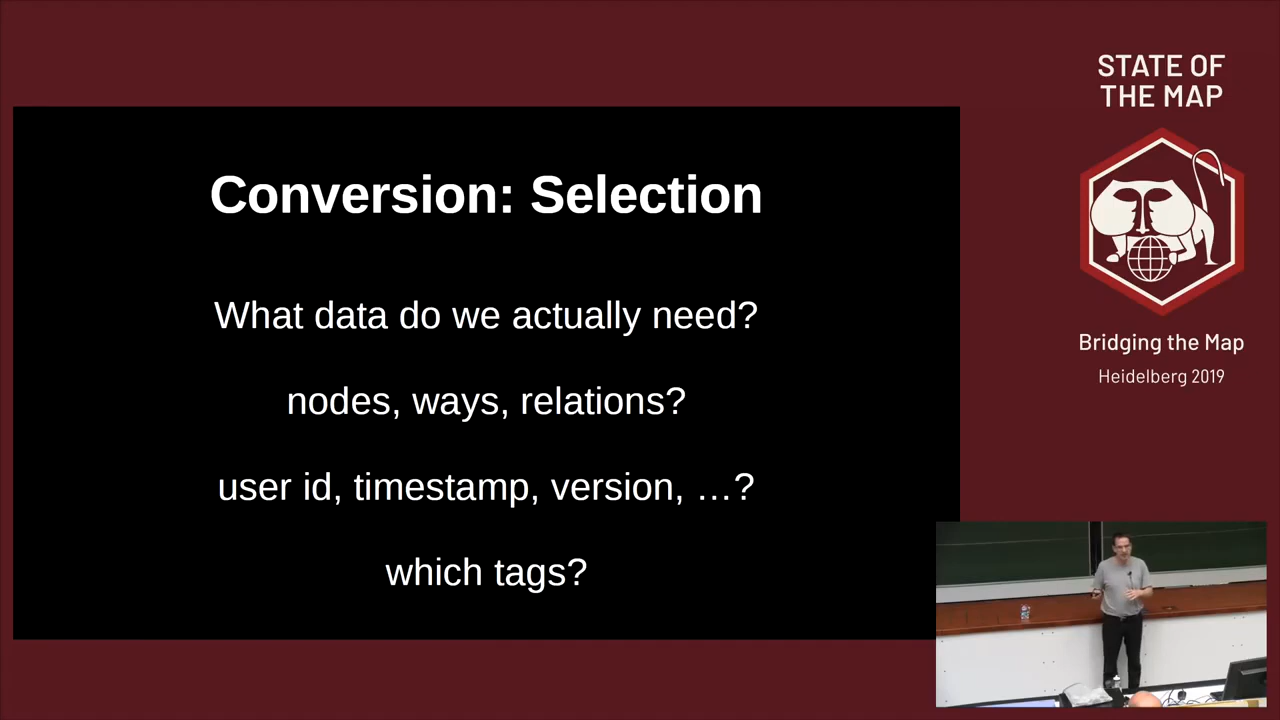 Conversion: Selection
What data do we actually need?
nodes, ways, relations?
user id, timestamp, version, …?
which tags?
STATE OF
THE MAP
Bridging the Map
Heidelberg 2019